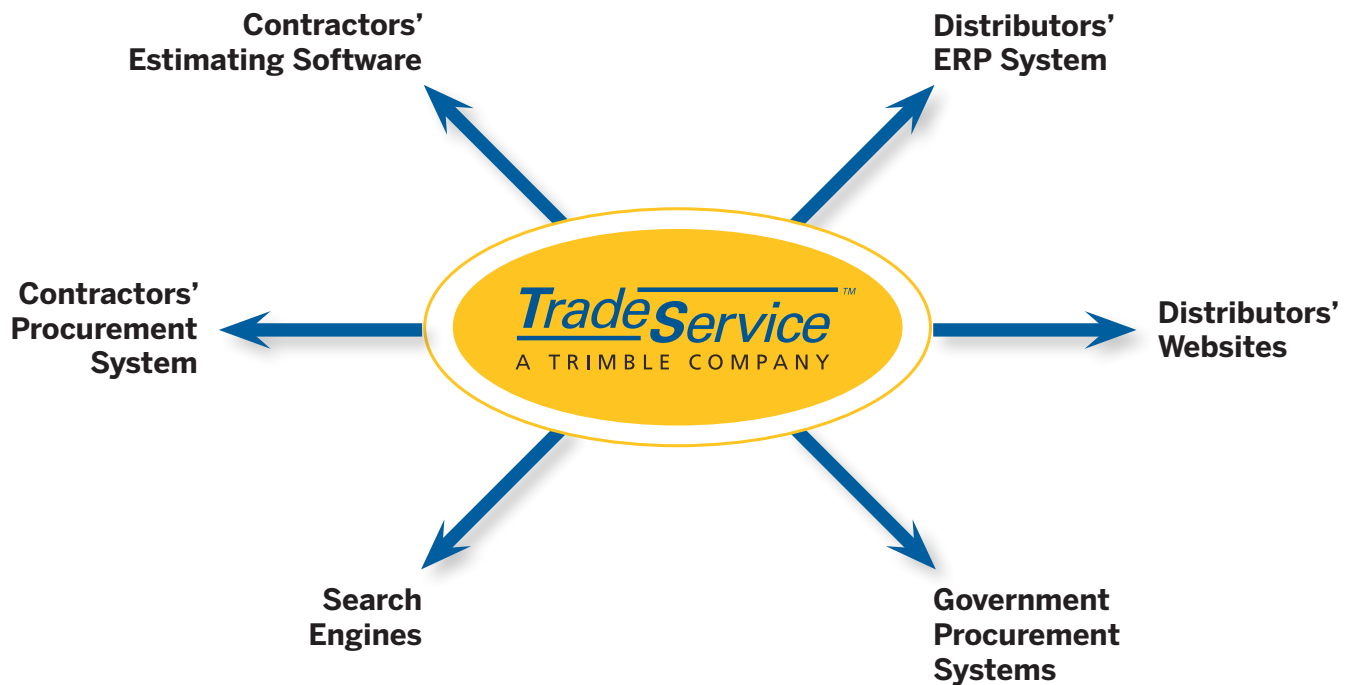 Contractors’
Estimating Software
Distributors’
ERP System
Contractors’
Procurement
System
TradeService™
A TRIMBLE COMPANY
Distributors’
Websites
Search
Engines
Government
Procurement
Systems